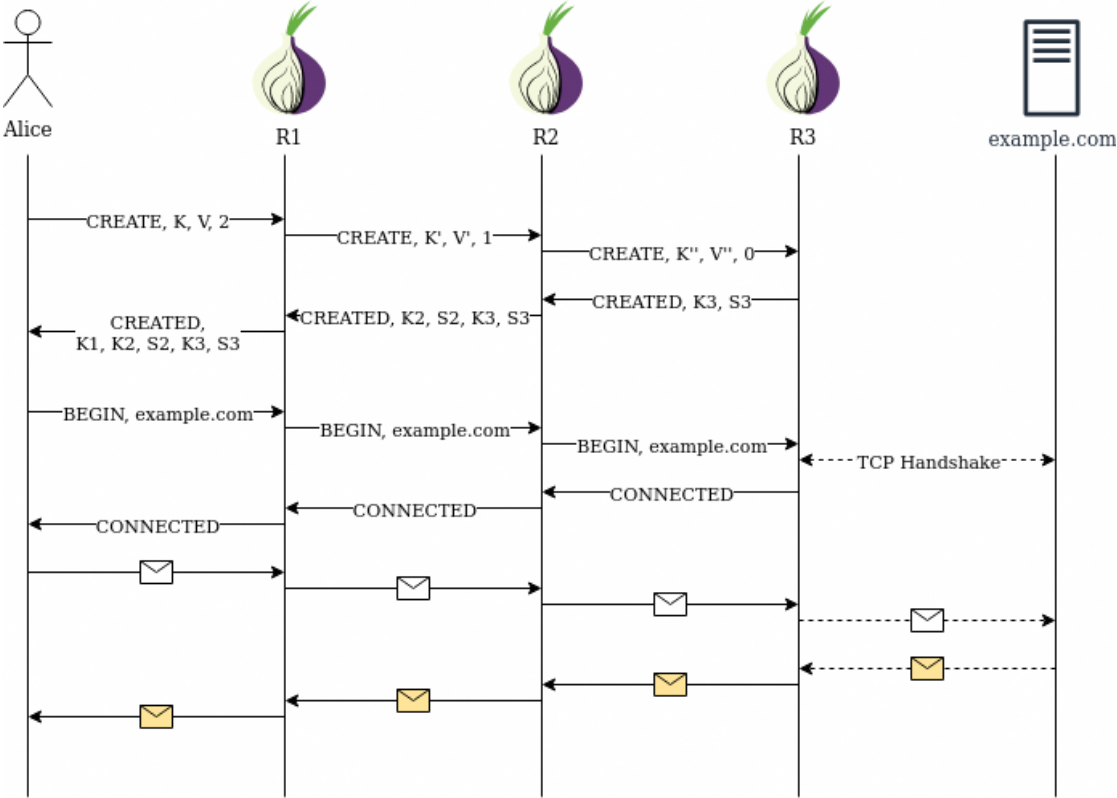 Alice
R1
R2
R3
example.com
CREATE, K, V, 2
CREATE, K', V', 1
CREATE, K'', V'', 0
CREATED, K3, S3
CREATED, K2, S2, K3, S3
CREATED,
K1, K2, S2, K3, S3
BEGIN, example.com
BEGIN, example.com
BEGIN, example.com
TCP Handshake
CONNECTED
CONNECTED
CONNECTED